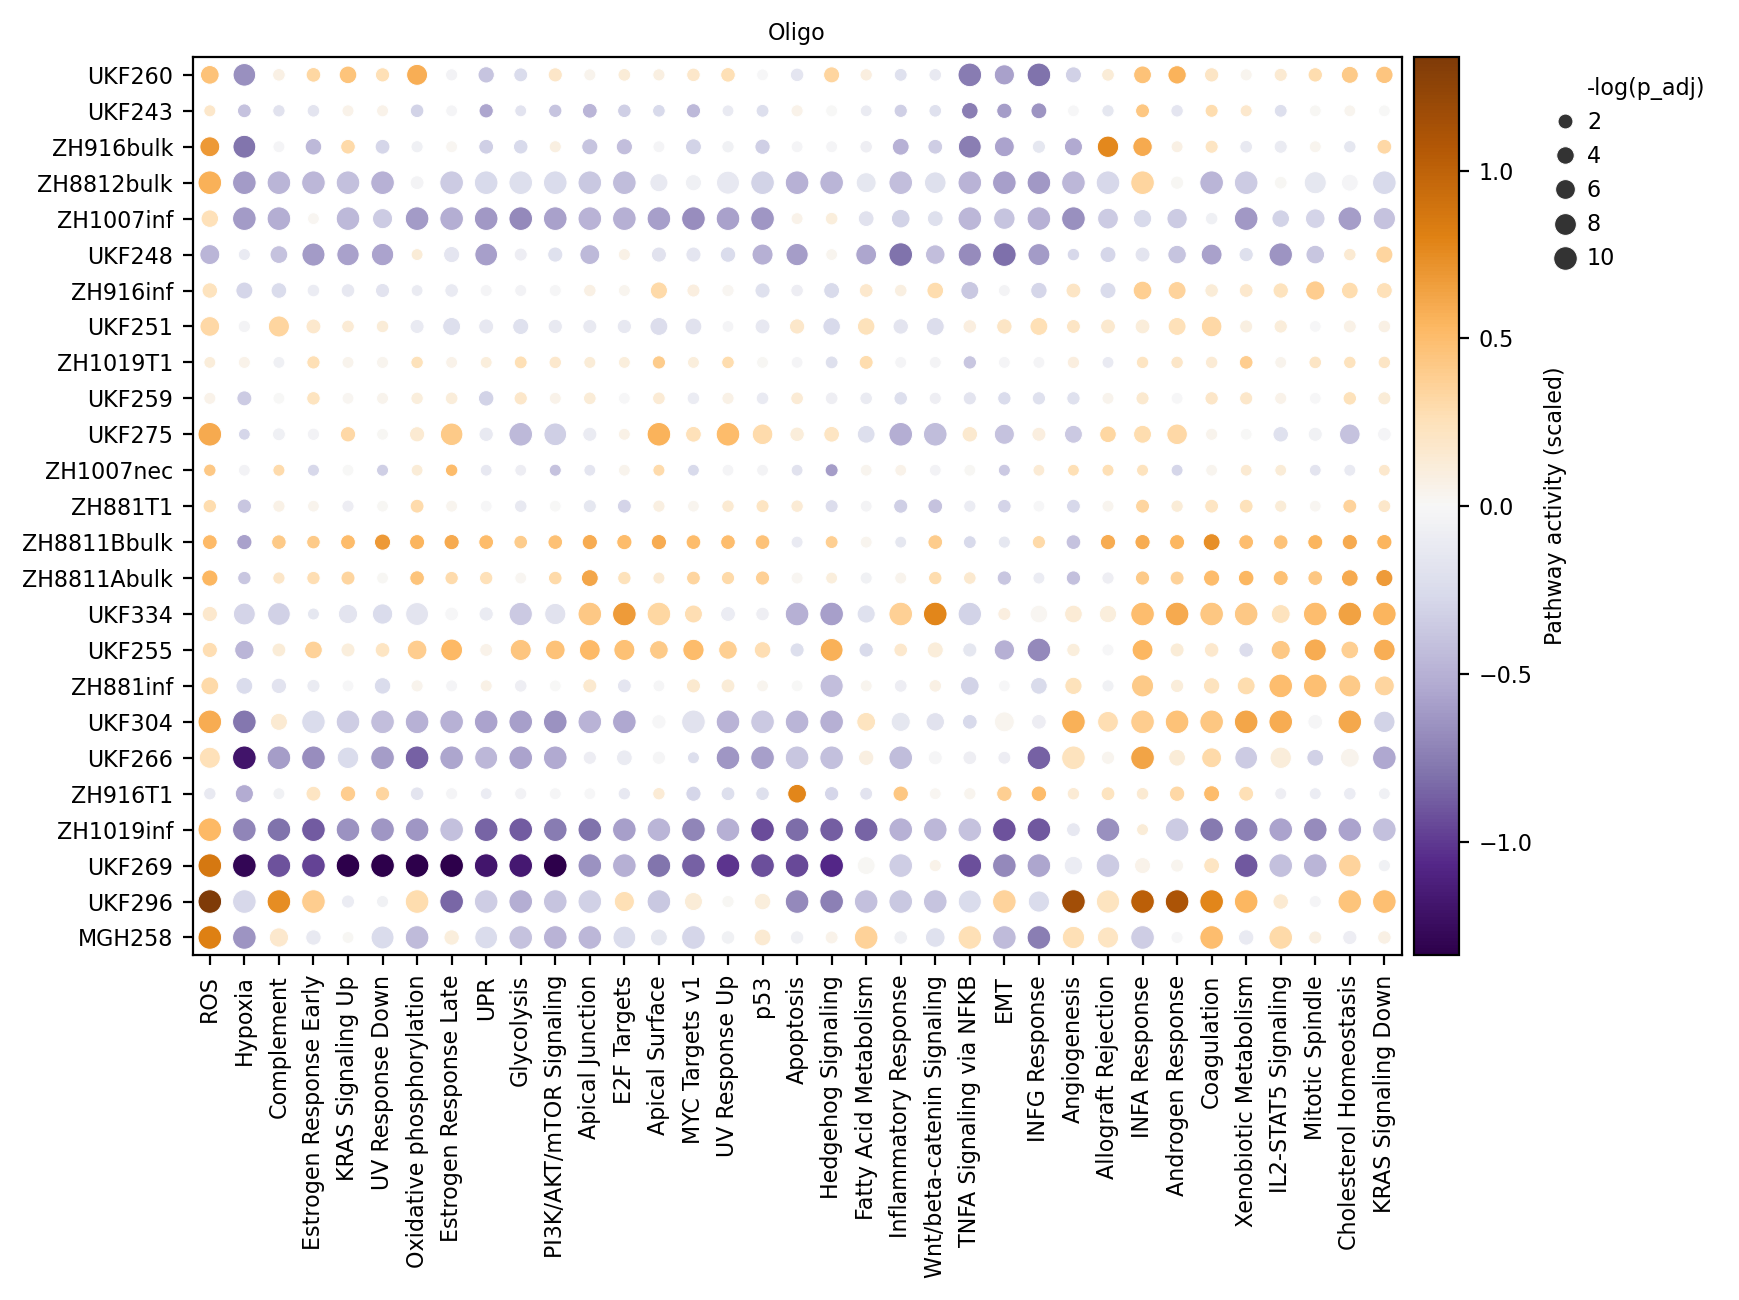 Oligo
UKF260
UKF243
ZH916bulk
ZH8812bulk
ZH1007inf
UKF248
ZH916inf
UKF251
ZH1019T1
UKF259
UKF275
ZH1007nec
ZH881T1
ZH8811Bbulk
ZH8811Abulk
UKF334
UKF255
ZH881inf
UKF304
UKF266
ZH916T1
ZH1019inf
UKF269
UKF296
MGH258
ROS
Hypoxia
Complement
Estrogen Response Early
KRAS Signaling Up
UV Response Down
Oxidative phosphorylation
Estrogen Response Late
UPR
Glycolysis
PI3K/AKT/mTOR Signaling
Apical Junction
E2F Targets
Apical Surface
MYC Targets v1
UV Response Up
p53
Apoptosis
Hedgehog Signaling
Fatty Acid Metabolism
Inflammatory Response
Wnt/beta-catenin Signaling
TNFA Signaling via NFKB
EMT
INFG Response
Angiogenesis
Allograft Rejection
INFA Response
Androgen Response
Coagulation
Xenobiotic Metabolism
IL2-STAT5 Signaling
Mitotic Spindle
Cholesterol Homeostasis
KRAS Signaling Down
1.0
0.5
0.0
−0.5
−1.0
Pathway activity (scaled)
-log(p_adj)
2
4
6
8
10